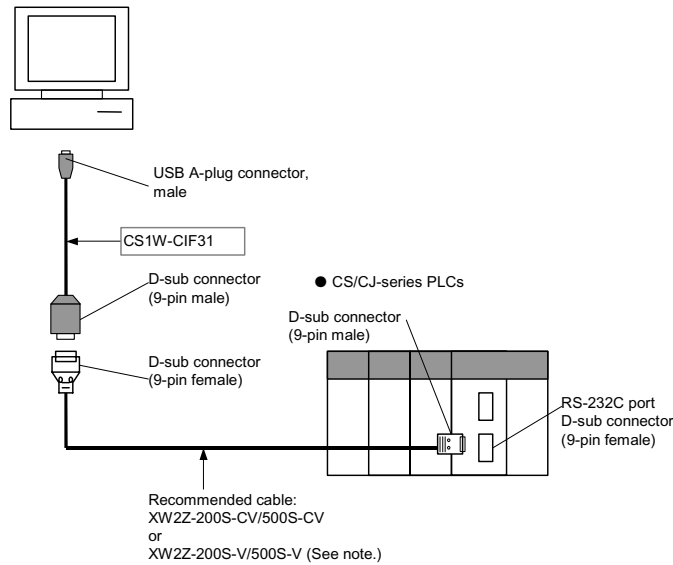 USB A-plug connector,
male
CS1W-CIF31
D-sub connector
(9-pin male)
● CS/CJ-series PLCs
D-sub connector
(9-pin male)
D-sub connector
(9-pin female)
RS-232C port
D-sub connector
(9-pin female)
Recommended cable:
XW2Z-200S-CV/500S-CV
or
XW2Z-200S-V/500S-V (See note.)